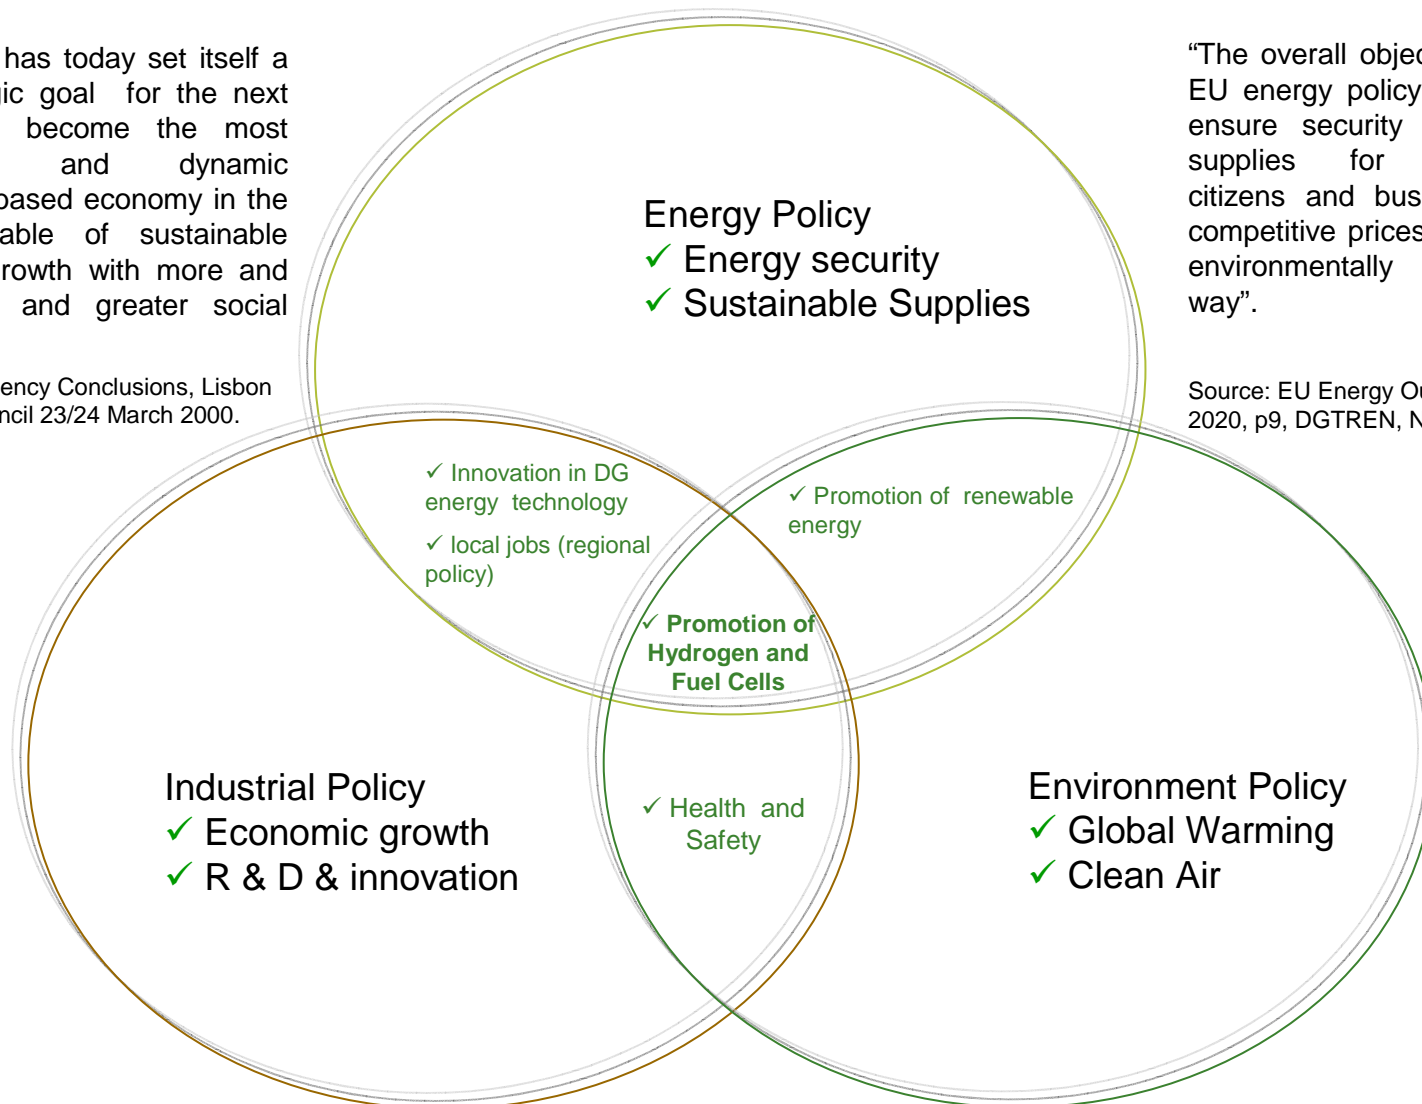 has today set itself a
gic goal for the next
become the most
and dynamic
based economy in the
able of sustainable
rowth with more and
and greater social
ency Conclusions, Lisbon
ncil 23/24 March 2000.
“The overall objec
EU energy policy
ensure security
supplies for
citizens and bus
competitive prices
environmentally
way”.
Source: EU Energy Ou
2020, p9, DGTREN, N
Energy Policy
✓ Energy security
✓ Sustainable Supplies
✓ Innovation in DG
energy technology
✓ local jobs (regional
policy)
✓ Promotion of renewable
energy
✓ Promotion of
Hydrogen and
Fuel Cells
Industrial Policy
✓ Economic growth
✓ R & D & innovation
✓ Health and
Safety
Environment Policy
✓ Global Warming
✓ Clean Air